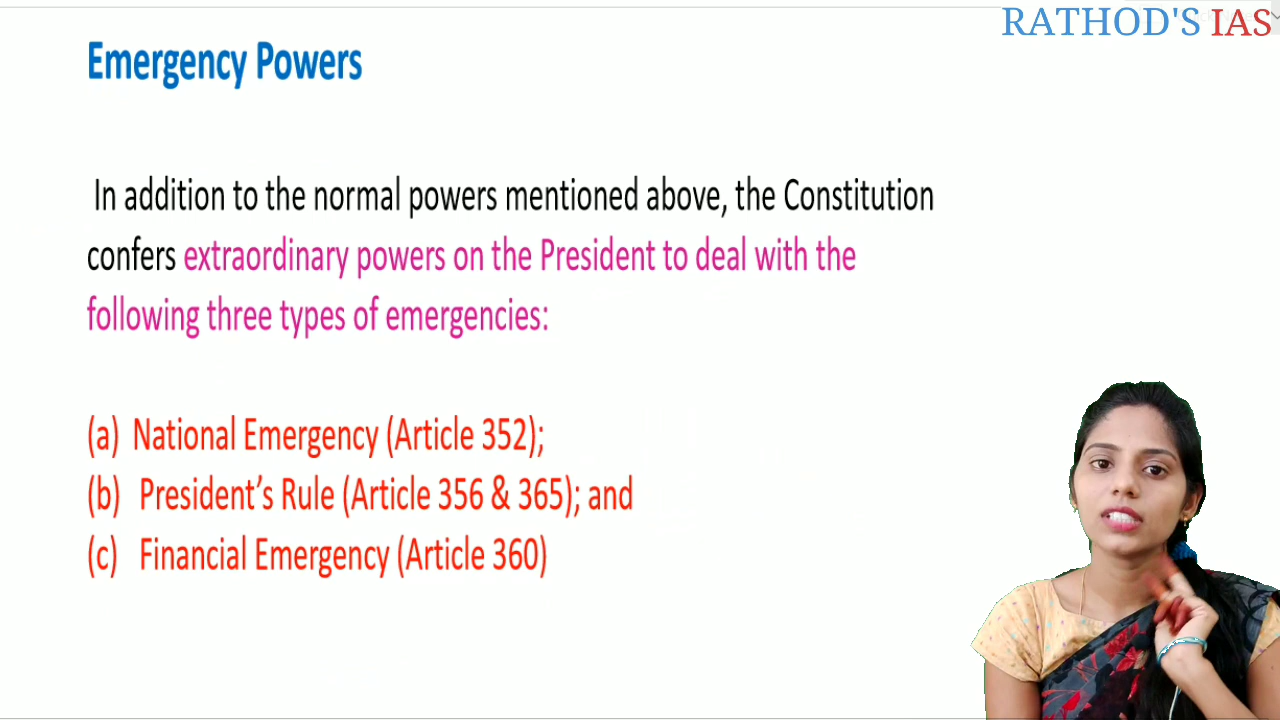 RATHOD'S IAS
Emergency Powers
In addition to the normal powers mentioned above, the Constitution
confers extraordinary powers on the President to deal with the
following three types of emergencies:
(a) National Emergency (Article 352);
(b) President’s Rule (Article 356 & 365); and
(c) Financial Emergency (Article 360)